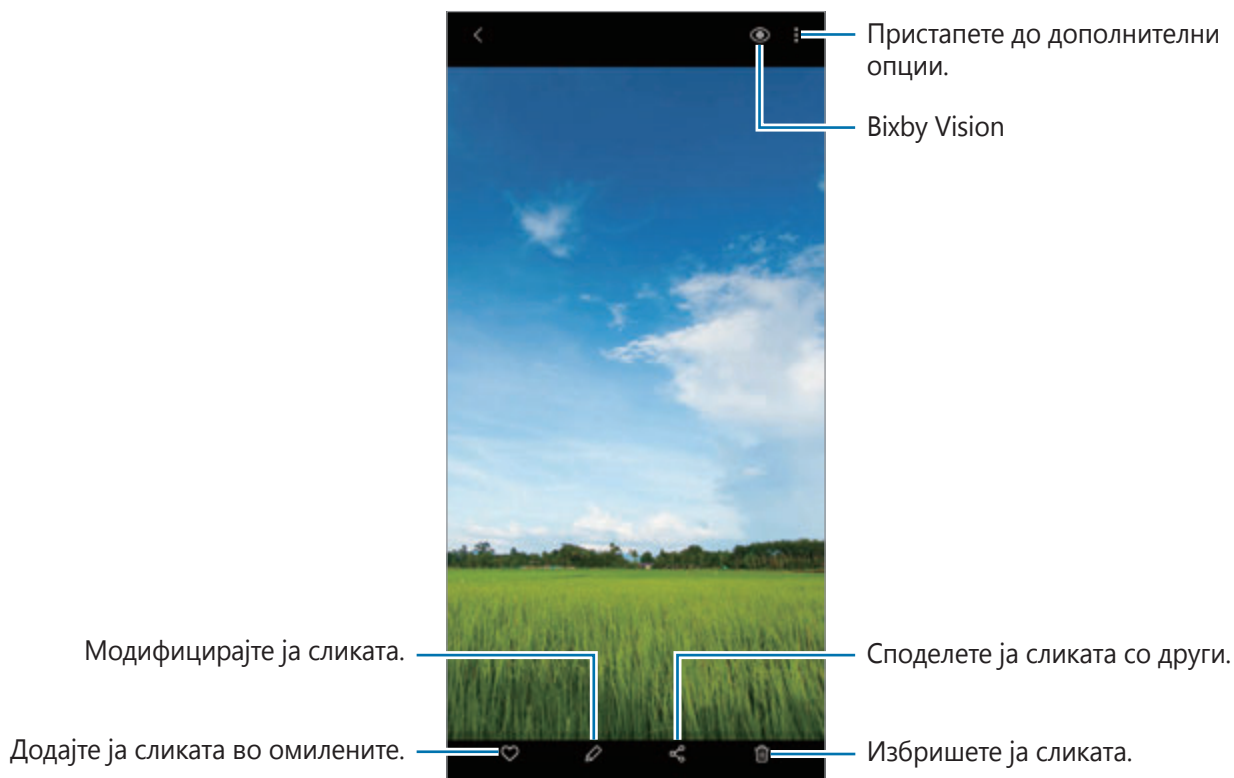 Пристапете до дополнителни
опции.
Bixby Vision
Модифицирајте ја сликата.
Споделете ја сликата со други.
Додајте ја сликата во омилените.
Избришете ја сликата.